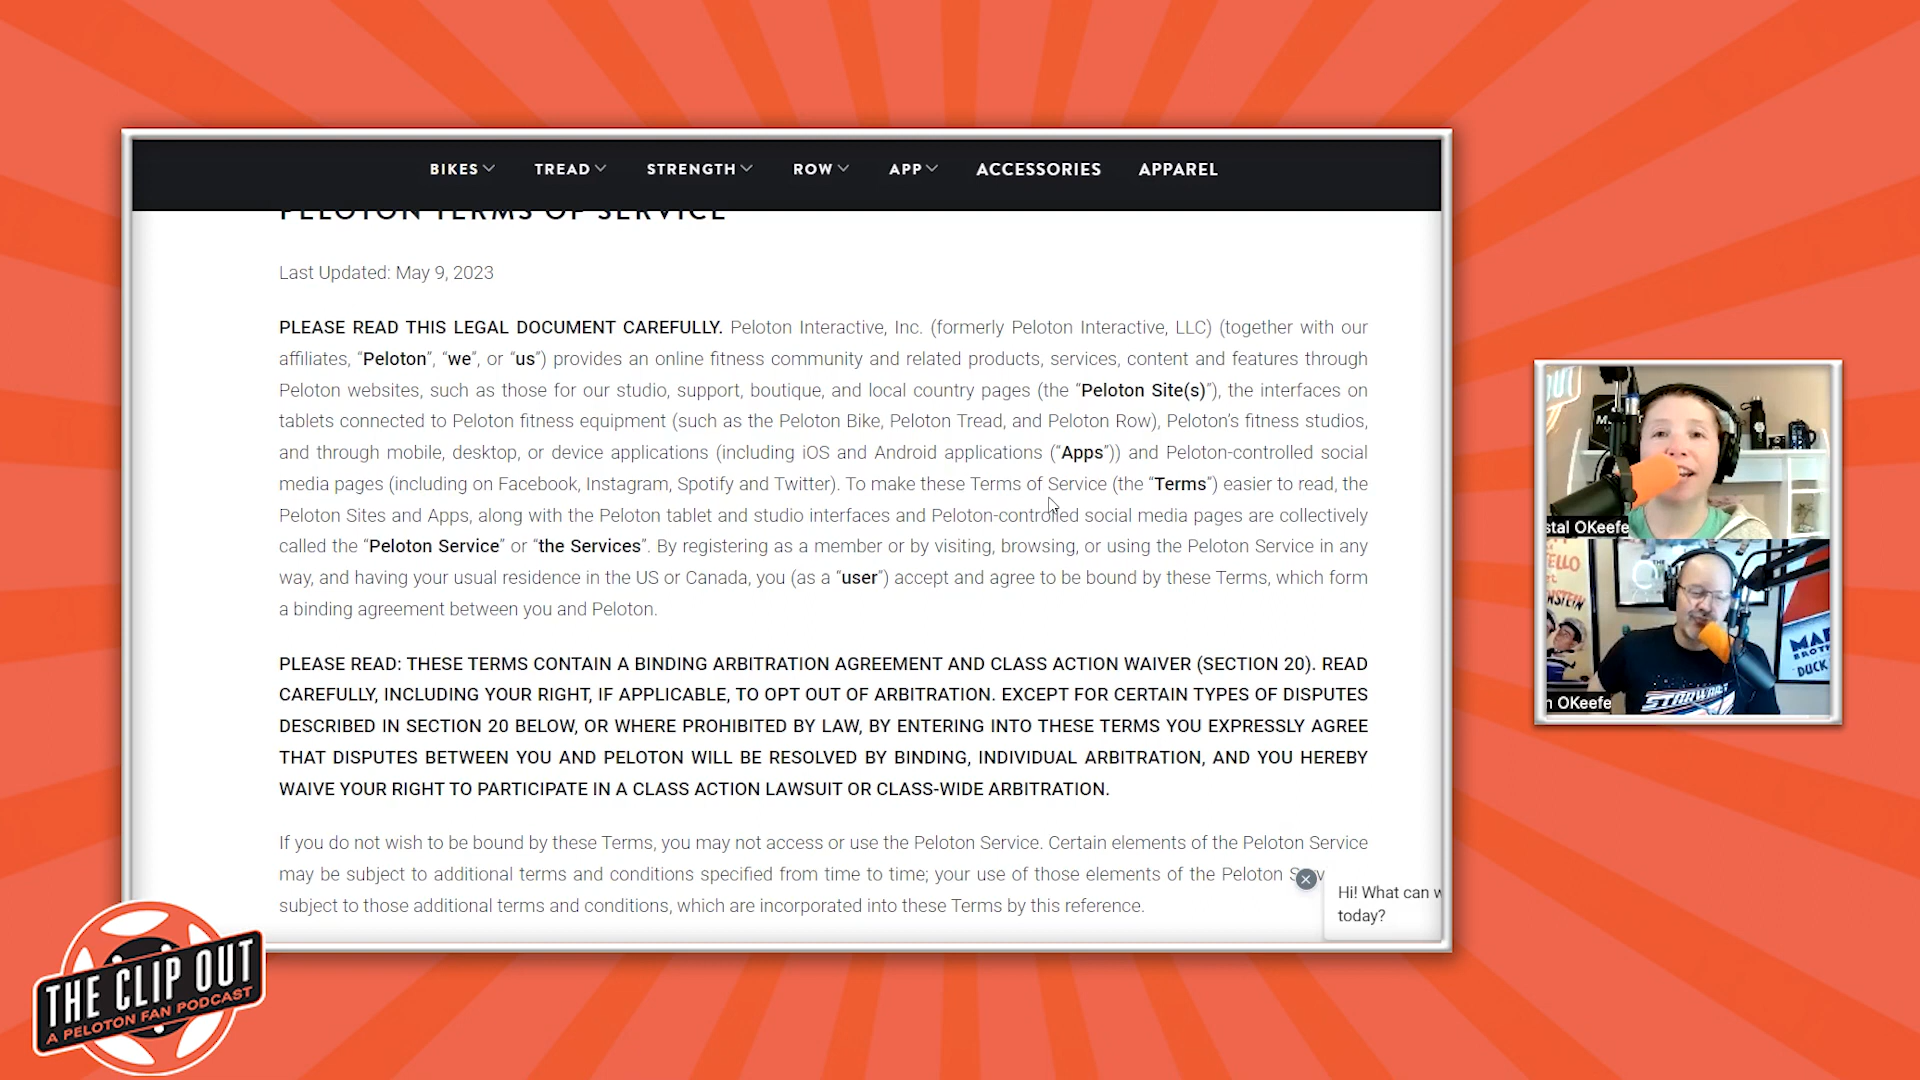 BIKES TREAD STRENGTH ROW APP ACCESSORIES APPAREL
PELOTON TERMS OF SERVICE
Last Updated: May 9, 2023
PLEASE READ THIS LEGAL DOCUMENT CAREFULLY. Peloton Interactive, Inc. (formerly Peloton Interactive, LLC) (together with our
affiliates, “Peloton”, “we”, or “us”) provides an online fitness community and related products, services, content and features through
Peloton websites, such as those for our studio, support, boutique, and local country pages (the “Peloton Site(s)”), the interfaces on
tablets connected to Peloton fitness equipment (such as the Peloton Bike, Peloton Tread, and Peloton Row), Peloton’s fitness studios,
and through mobile, desktop, or device applications (including iOS and Android applications (“Apps”)) and Peloton-controlled social
media pages (including on Facebook, Instagram, Spotify and Twitter). To make these Terms of Service (the “Terms”) easier to read, the
Peloton Sites and Apps, along with the Peloton tablet and studio interfaces and Peloton-controlled social media pages are collectively
called the “Peloton Service” or “the Services”. By registering as a member or by visiting, browsing, or using the Peloton Service in any
way, and having your usual residence in the US or Canada, you (as a “user”) accept and agree to be bound by these Terms, which form
a binding agreement between you and Peloton.
PLEASE READ: THESE TERMS CONTAIN A BINDING ARBITRATION AGREEMENT AND CLASS ACTION WAIVER (SECTION 20). READ
CAREFULLY, INCLUDING YOUR RIGHT, IF APPLICABLE, TO OPT OUT OF ARBITRATION. EXCEPT FOR CERTAIN TYPES OF DISPUTES
DESCRIBED IN SECTION 20 BELOW, OR WHERE PROHIBITED BY LAW, BY ENTERING INTO THESE TERMS YOU EXPRESSLY AGREE
THAT DISPUTES BETWEEN YOU AND PELOTON WILL BE RESOLVED BY BINDING, INDIVIDUAL ARBITRATION, AND YOU HEREBY
WAIVE YOUR RIGHT TO PARTICIPATE IN A CLASS ACTION LAWSUIT OR CLASS-WIDE ARBITRATION.
If you do not wish to be bound by these Terms, you may not access or use the Peloton Service. Certain elements of the Peloton Service
may be subject to additional terms and conditions specified from time to time; your use of those elements of the Peloton Serv
subject to those additional terms and conditions, which are incorporated into these Terms by this reference.
Hi! What can w
today?
stal OKeefe
n OKeefe
STAR WARS
MAR
BROTH
DUCK
THE CLIP OUT
A PELOTON FAN PODCAST